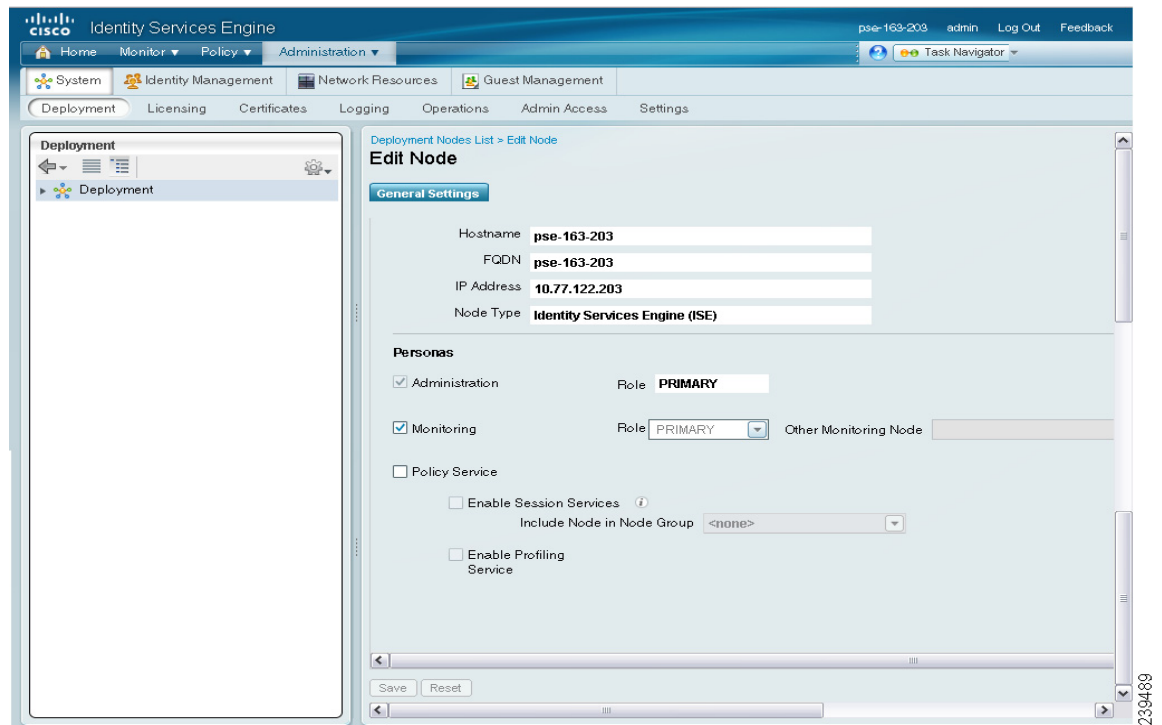 cisco Identity Services Engine pse-163-203 admin Log Out Feedback
Home Monitor Policy Administration Task Navigator
System Identity Management Network Resources Guest Management
Deployment Licensing Certificates Logging Operations Admin Access Settings
Deployment
Deployment
Deployment Nodes List > Edit Node
Edit Node
General Settings
Hostname pse-163-203
FQDN pse-163-203
IP Address 10.77.122.203
Node Type Identity Services Engine (ISE)
Personas
Administration Role PRIMARY
Monitoring Role PRIMARY Other Monitoring Node
Policy Service
Enable Session Services i
Include Node in Node Group <none>
Enable Profiling
Service
Save Reset
239489